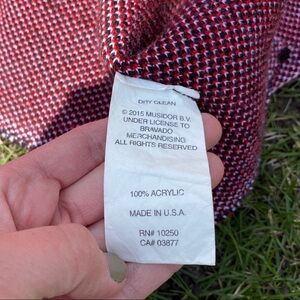 DRY CLEAN
© 2015 MUSIDOR B.V.
UNDER LICENSE TO
BRAVADO
MERCHANDISING
ALL RIGHTS RESERVED
100% ACRYLIC
MADE IN U.S.A.
RN# 10250
CA# 03877